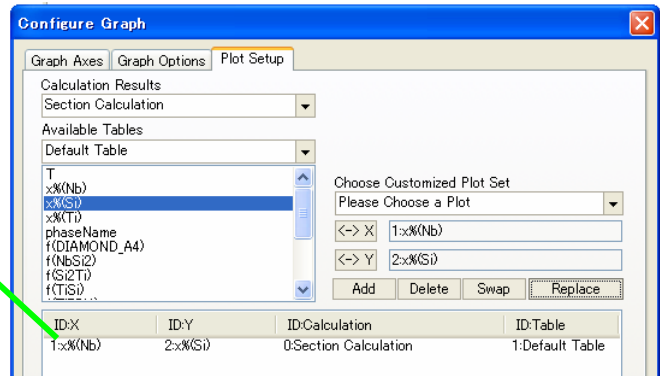 Configure Graph
Graph Axes Graph Options Plot Setup
Calculation Results
Section Calculation
Available Tables
Default Table
T
x%(Nb)
x%(Si)
x%(Ti)
phaseName
f(DIAMOND_A4)
f(NbSi2)
f(Si2Ti)
f(TiSi)
Choose Customized Plot Set
Please Choose a Plot
<-> X 1:x%(Nb)
<-> Y 2:x%(Si)
Add Delete Swap Replace
ID:X ID:Y ID:Calculation ID:Table
1:x%(Nb) 2:x%(Si) 0:Section Calculation 1:Default Table